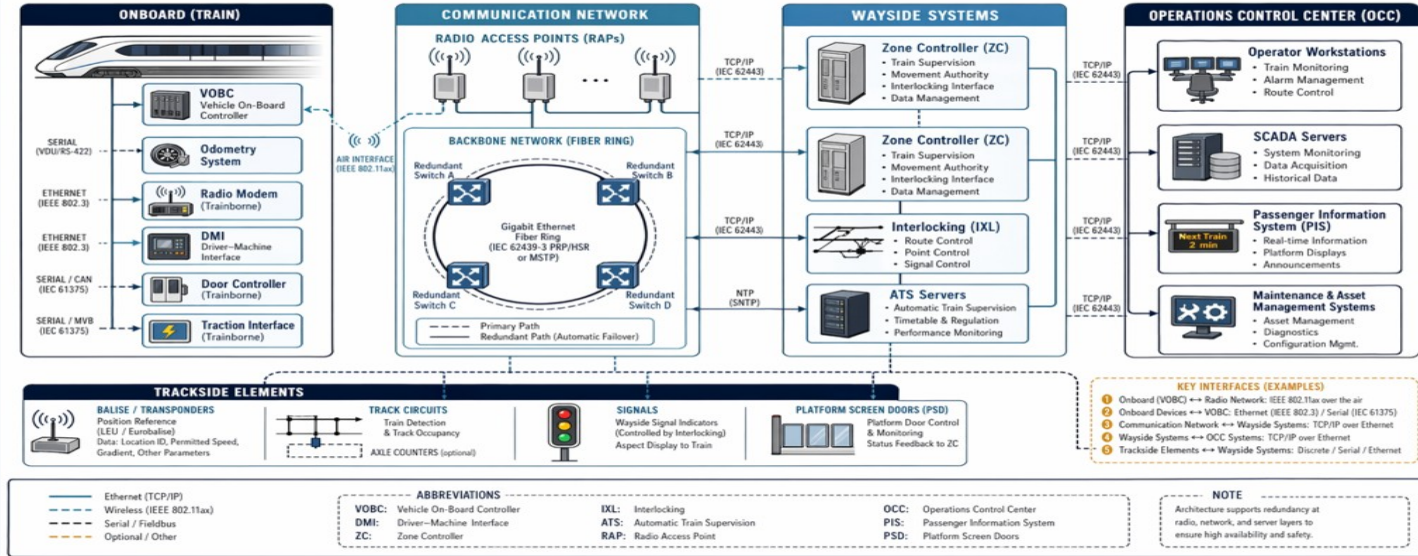 ONBOARD (TRAIN)
VOBC
Vehicle On-Board
Controller
SERIAL
(VDU/RS-422)
Odometry
System
ETHERNET
(IEEE 802.3)
Radio Modem
(Trainborne)
ETHERNET
(IEEE 802.3)
DMI
Driver–Machine
Interface
SERIAL / CAN
(IEC 61375)
Door Controller
(Trainborne)
SERIAL / MVB
(IEC 61375)
Traction Interface
(Trainborne)
AIR INTERFACE
(IEEE 802.11ax)
COMMUNICATION NETWORK
RADIO ACCESS POINTS (RAPs)
BACKBONE NETWORK (FIBER RING)
Redundant
Switch A
Redundant
Switch B
Gigabit Ethernet
Fiber Ring
(IEC 62439-3 PRP/HSR
or MSTP)
Redundant
Switch C
Redundant
Switch D
Primary Path
Redundant Path (Automatic Failover)
TCP/IP
(IEC 62443)
TCP/IP
(IEC 62443)
TCP/IP
(IEC 62443)
NTP
(SNTP)
WAYSIDE SYSTEMS
Zone Controller (ZC)
• Train Supervision
• Movement Authority
• Interlocking Interface
• Data Management
Zone Controller (ZC)
• Train Supervision
• Movement Authority
• Interlocking Interface
• Data Management
Interlocking (IXL)
• Route Control
• Point Control
• Signal Control
ATS Servers
• Automatic Train Supervision
• Timetable & Regulation
• Performance Monitoring
TCP/IP
(IEC 62443)
TCP/IP
(IEC 62443)
TCP/IP
(IEC 62443)
TCP/IP
(IEC 62443)
OPERATIONS CONTROL CENTER (OCC)
Operator Workstations
• Train Monitoring
• Alarm Management
• Route Control
SCADA Servers
• System Monitoring
• Data Acquisition
• Historical Data
Next Train
2 min
Passenger Information
System (PIS)
• Real-time Information
• Platform Displays
• Announcements
Maintenance & Asset
Management Systems
• Asset Management
Diagnostics
• Configuration Mgmt.
TRACKSIDE ELEMENTS
BALISE / TRANSPONDERS
Position Reference
(LEU / Eurobalise)
Data: Location ID, Permitted Speed,
Gradient, Other Parameters
TRACK CIRCUITS
Train Detection
& Track Occupancy
AXLE COUNTERS (optional)
SIGNALS
Wayside Signal Indicators
(Controlled by Interlocking)
Aspect Display to Train
PLATFORM SCREEN DOORS (PSD)
Platform Door Control
& Monitoring
Status Feedback to ZC
KEY INTERFACES (EXAMPLES)
1 Onboard (VOBC) ↔ Radio Network: IEEE 802.11ax over the air
2 Onboard Devices ↔ VOBC: Ethernet (IEEE 802.3) / Serial (IEC 61375)
3 Communication Network ↔ Wayside Systems: TCP/IP over Ethernet
4 Wayside Systems ↔ OCC Systems: TCP/IP over Ethernet
5 Trackside Elements ↔ Wayside Systems: Discrete / Serial / Ethernet
Ethernet (TCP/IP)
Wireless (IEEE 802.11ax)
Serial / Fieldbus
Optional / Other
ABBREVIATIONS
VOBC: Vehicle On-Board Controller
DMI: Driver–Machine Interface
ZC: Zone Controller
IXL: Interlocking
ATS: Automatic Train Supervision
RAP: Radio Access Point
OCC: Operations Control Center
PIS: Passenger Information System
PSD: Platform Screen Doors
NOTE
Architecture supports redundancy at
radio, network, and server layers to
ensure high availability and safety.